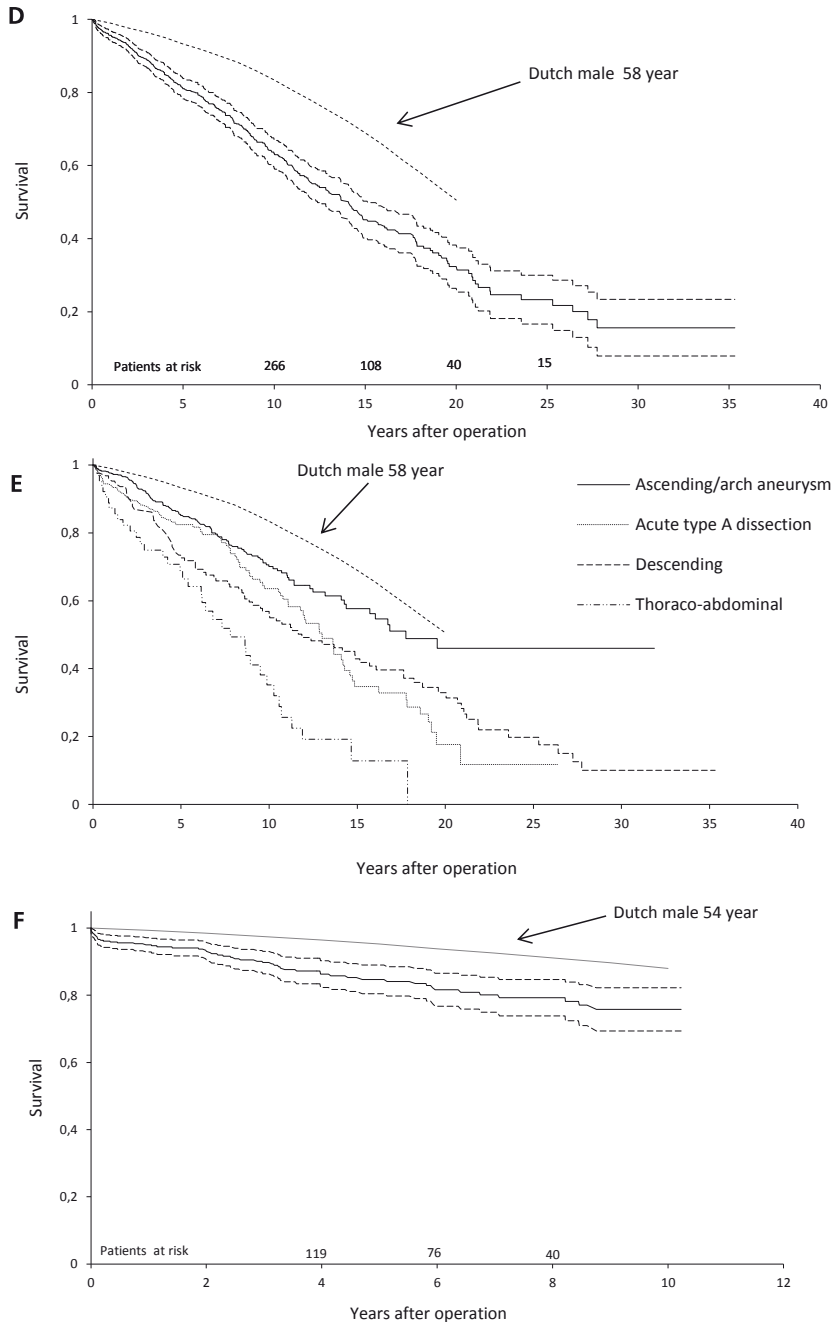 D
1
0,8
0,6
0,4
0,2
0
Survival
Dutch male 58 year
Patients at risk 266 108 40 15
0 5 10 15 20 25 30 35 40
Years after operation
E
1
0,8
0,6
0,4
0,2
0
Survival
Dutch male 58 year
Ascending/arch aneurysm
Acute type A dissection
Descending
Thoraco-abdominal
0 5 10 15 20 25 30 35 40
Years after operation
F
1
0,8
0,6
0,4
0,2
0
Survival
Dutch male 54 year
Patients at risk 119 76 40
0 2 4 6 8 10 12
Years after operation